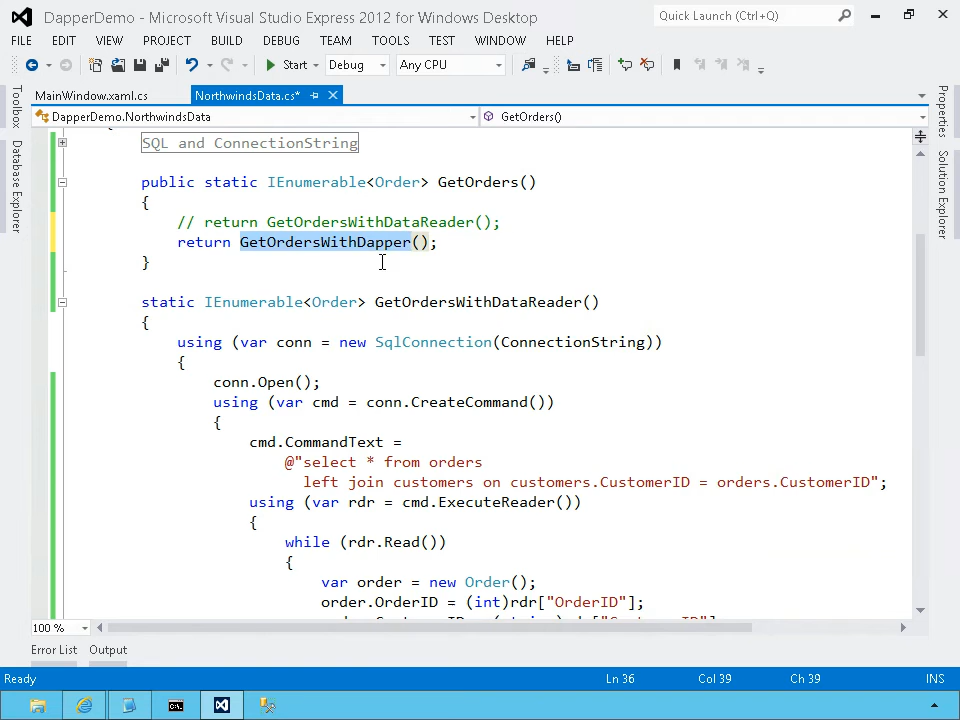 DapperDemo - Microsoft Visual Studio Express 2012 for Windows Desktop
Quick Launch (Ctrl+Q)
FILE EDIT VIEW PROJECT BUILD DEBUG TEAM TOOLS TEST WINDOW HELP
Start Debug Any CPU
MainWindow.xaml.cs NorthwindsData.cs*
DapperDemo.NorthwindsData GetOrders()
Toolbox
Database Explorer
Properties
Solution Explorer
SQL and ConnectionString
public static IEnumerable<Order> GetOrders()
{
// return GetOrdersWithDataReader();
return GetOrdersWithDapper();
}
static IEnumerable<Order> GetOrdersWithDataReader()
{
using (var conn = new SqlConnection(ConnectionString))
{
conn.Open();
using (var cmd = conn.CreateCommand())
{
cmd.CommandText =
@"select * from orders
left join customers on customers.CustomerID = orders.CustomerID";
using (var rdr = cmd.ExecuteReader())
{
while (rdr.Read())
{
var order = new Order();
order.OrderID = (int)rdr["OrderID"];
100 %
Error List Output
Ready Ln 36 Col 39 Ch 39 INS